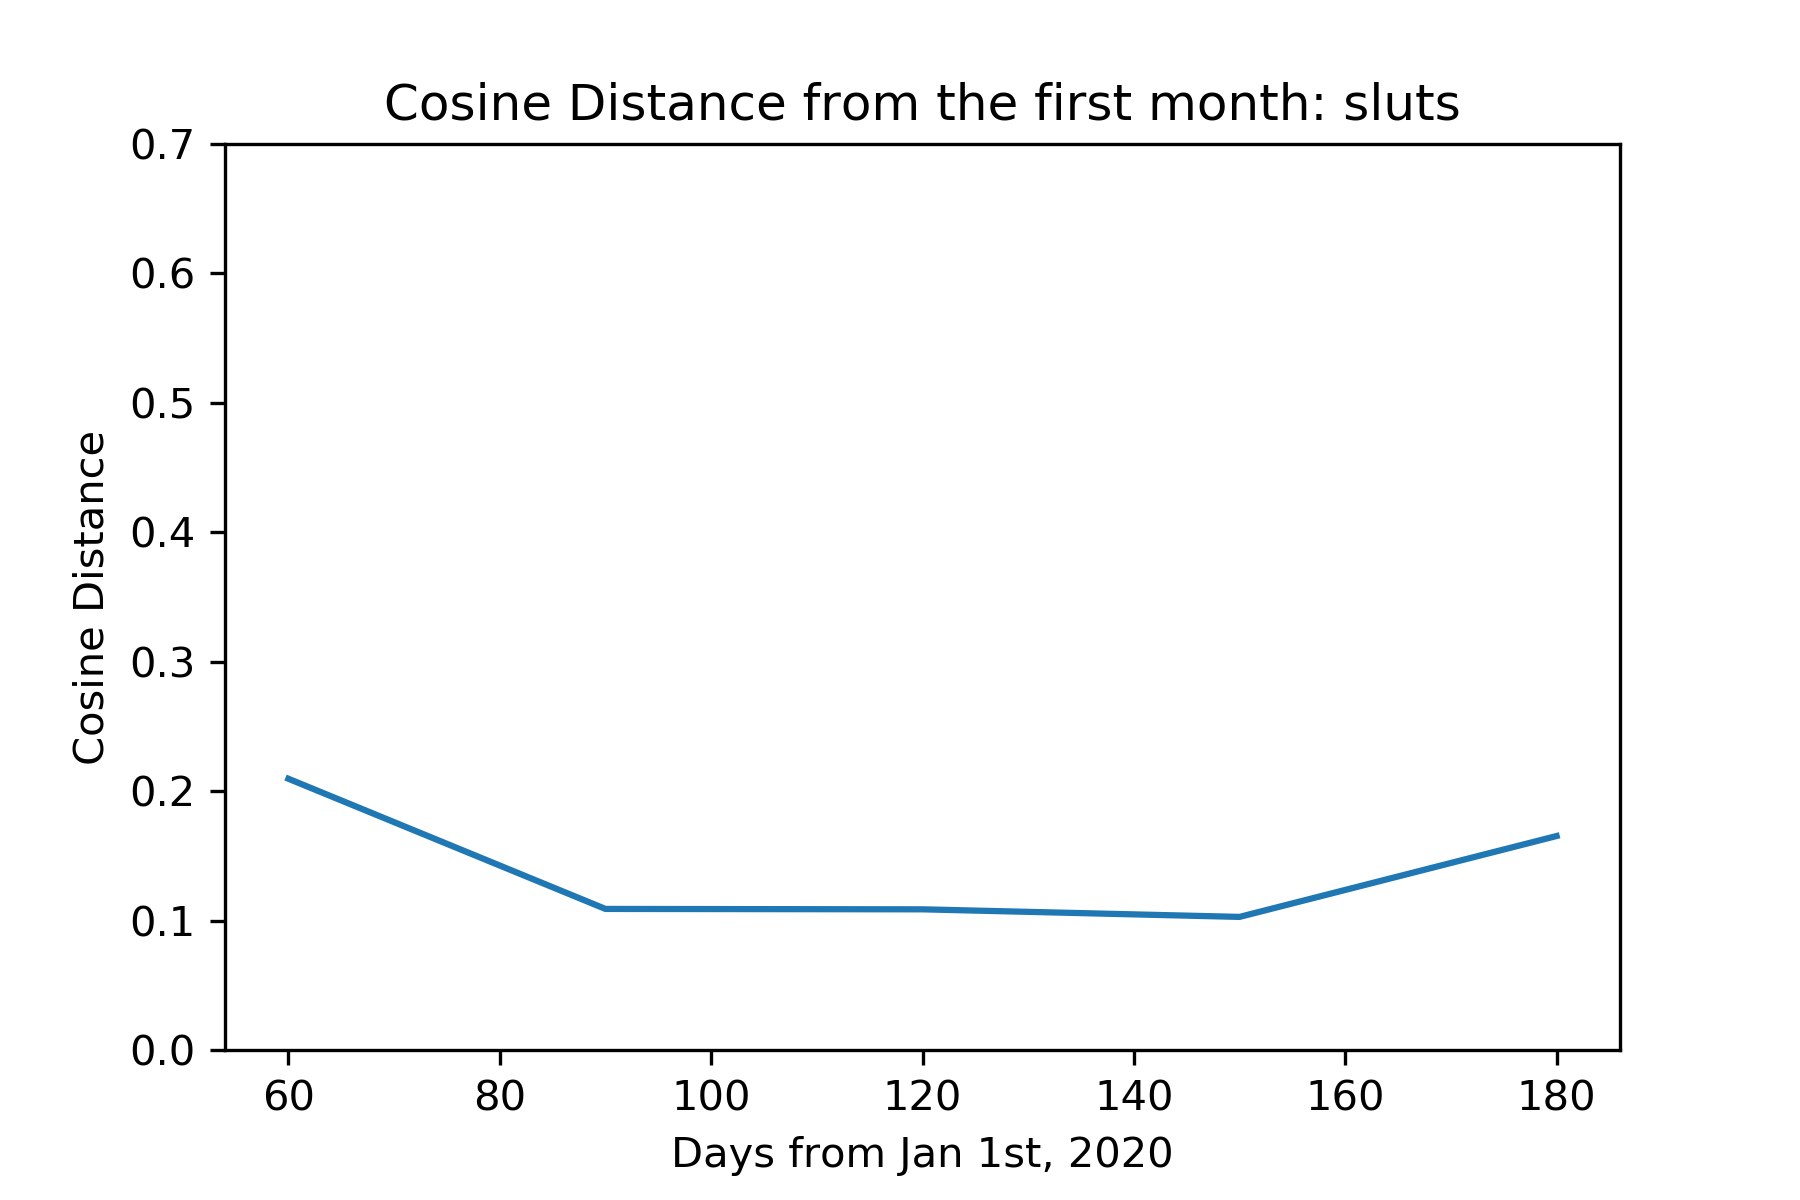 Cosine Distance from the first month: sluts
0.7
0.6
0.5
0.4
0.3
0.2
0.1
0.0
Cosine Distance
60 80 100 120 140 160 180
Days from Jan 1st, 2020